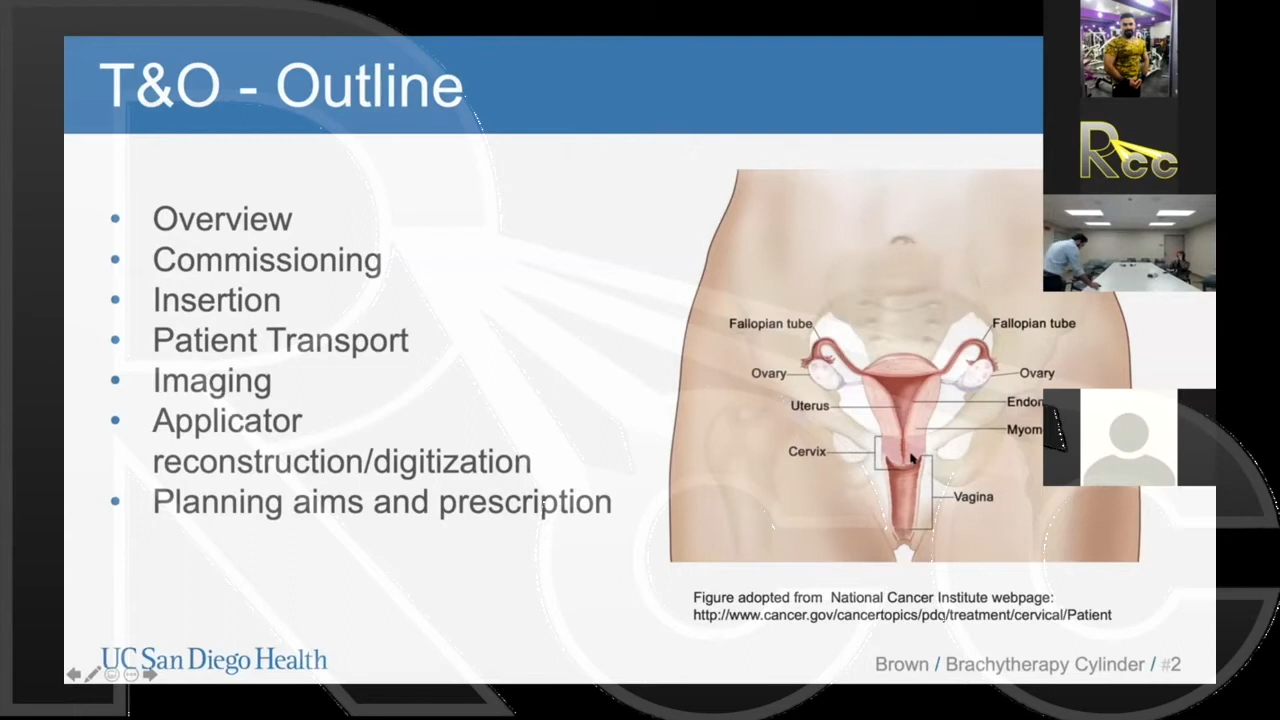 T&O - Outline
• Overview
• Commissioning
• Insertion
• Patient Transport
• Imaging
• Applicator
reconstruction/digitization
• Planning aims and prescription
Fallopian tube
Fallopian tube
Ovary
Ovary
Uterus
Endom
Myom
Cervix
Vagina
Figure adopted from National Cancer Institute webpage:
http://www.cancer.gov/cancertopics/pdq/treatment/cervical/Patient
UC San Diego Health
Brown / Brachytherapy Cylinder / #2
Rcc